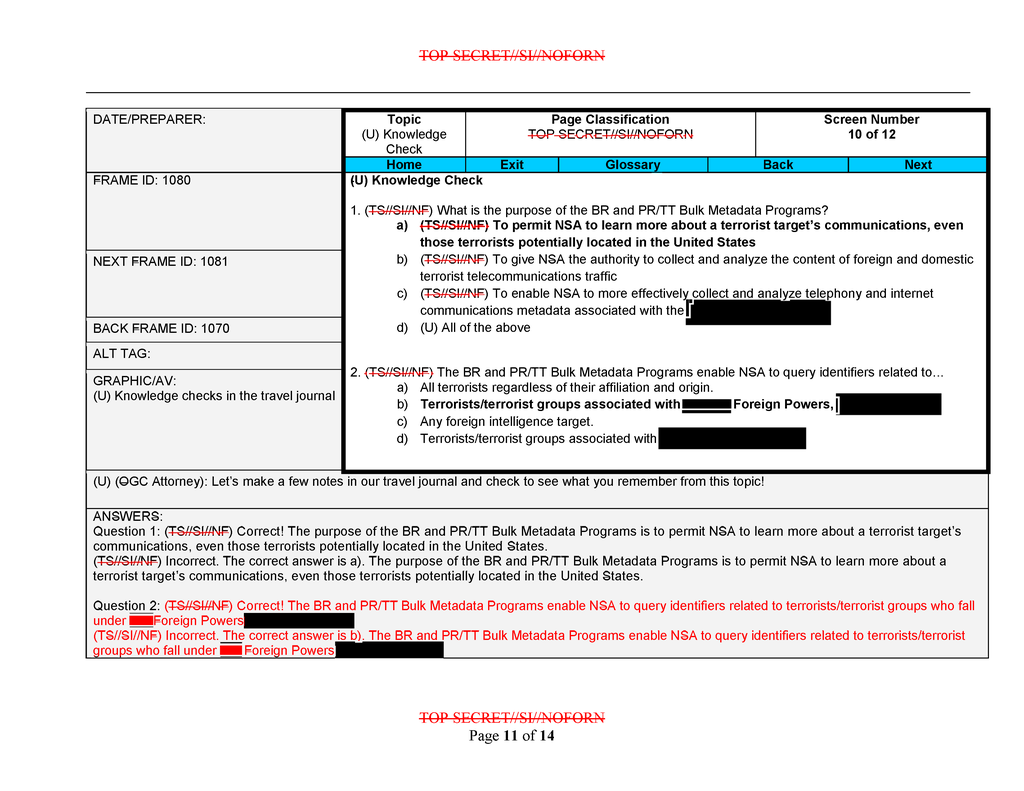 TOP SECRET//SI//NOFORN
DATE/PREPARER:
Topic
(U) Knowledge
Check
Page Classification
TOP SECRET//SI//NOFORN
Screen Number
10 of 12
Home
Exit
Glossary
Back
Next
FRAME ID: 1080
NEXT FRAME ID: 1081
BACK FRAME ID: 1070
ALT TAG:
GRAPHIC/AV:
(U) Knowledge checks in the travel journal
(U) Knowledge Check
1. (TS//SI//NF) What is the purpose of the BR and PR/TT Bulk Metadata Programs?
a) (TS//SI//NF) To permit NSA to learn more about a terrorist target's communications, even
those terrorists potentially located in the United States
b) (TS//SI//NF) To give NSA the authority to collect and analyze the content of foreign and domestic
terrorist telecommunications traffic
c) (TS//SI//NF) To enable NSA to more effectively collect and analyze telephony and internet
communications metadata associated with the
d) (U) All of the above
2. (TS//SI//NF) The BR and PR/TT Bulk Metadata Programs enable NSA to query identifiers related to…
a) All terrorists regardless of their affiliation and origin.
b) Terrorists/terrorist groups associated with Foreign Powers,
c) Any foreign intelligence target.
d) Terrorists/terrorist groups associated with
(U) (OGC Attorney): Let's make a few notes in our travel journal and check to see what you remember from this topic!
ANSWERS:
Question 1: (TS//SI//NF) Correct! The purpose of the BR and PR/TT Bulk Metadata Programs is to permit NSA to learn more about a terrorist target's
communications, even those terrorists potentially located in the United States.
(TS//SI//NF) Incorrect. The correct answer is a). The purpose of the BR and PR/TT Bulk Metadata Programs is to permit NSA to learn more about a
terrorist target's communications, even those terrorists potentially located in the United States.
Question 2: (TS//SI//NF) Correct! The BR and PR/TT Bulk Metadata Programs enable NSA to query identifiers related to terrorists/terrorist groups who fall
under Foreign Powers
(TS//SI//NF) Incorrect. The correct answer is b). The BR and PR/TT Bulk Metadata Programs enable NSA to query identifiers related to terrorists/terrorist
groups who fall under Foreign Powers
TOP SECRET//SI//NOFORN
Page 11 of 14